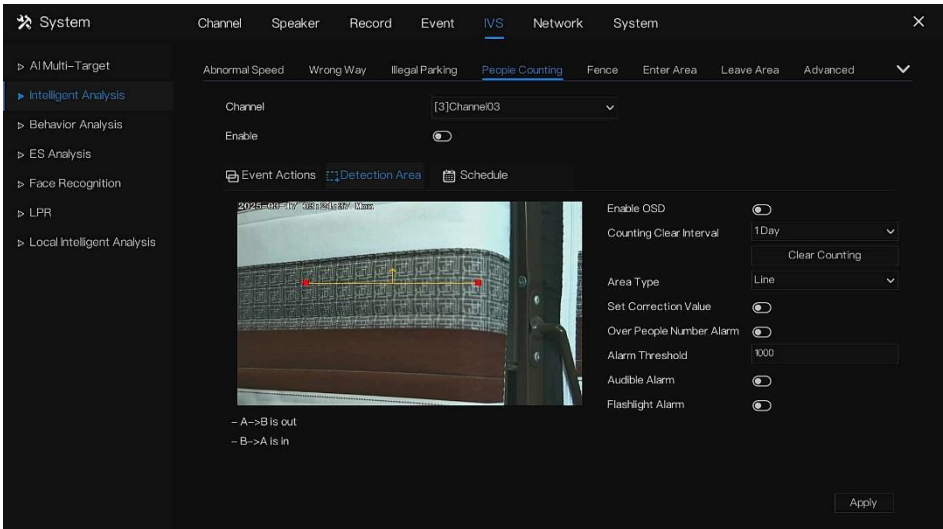 System
Channel Speaker Record Event IVS Network System
AI Multi-Target
Intelligent Analysis
Behavior Analysis
ES Analysis
Face Recognition
LPR
Local Intelligent Analysis
Abnormal Speed Wrong Way Illegal Parking People Counting Fence Enter Area Leave Area Advanced
Channel [3]Channel03
Enable
Event Actions Detection Area Schedule
Enable OSD
Counting Clear Interval 1Day
Clear Counting
Area Type Line
Set Correction Value
Over People Number Alarm
Alarm Threshold 1000
Audible Alarm
Flashlight Alarm
– A->B is out
– B->A is in
Apply